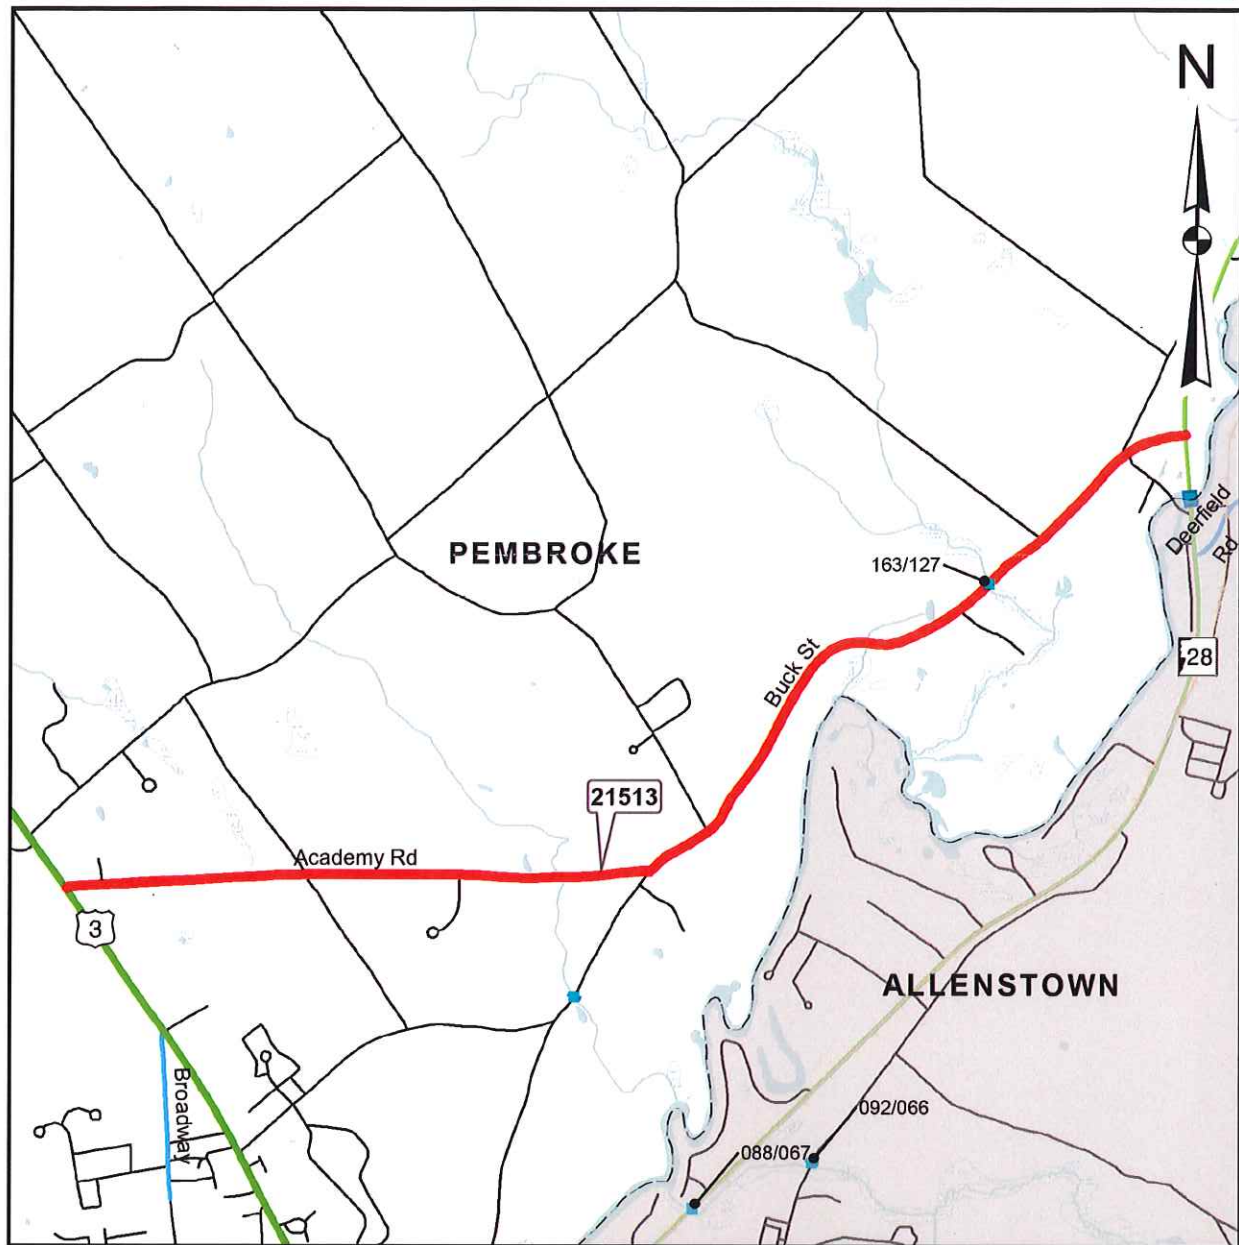 N
PEMBROKE
163/127
Deerfield
Rd
28
Buck St
21513
Academy Rd
3
ALLENSTOWN
Broadway
092/066
088/067